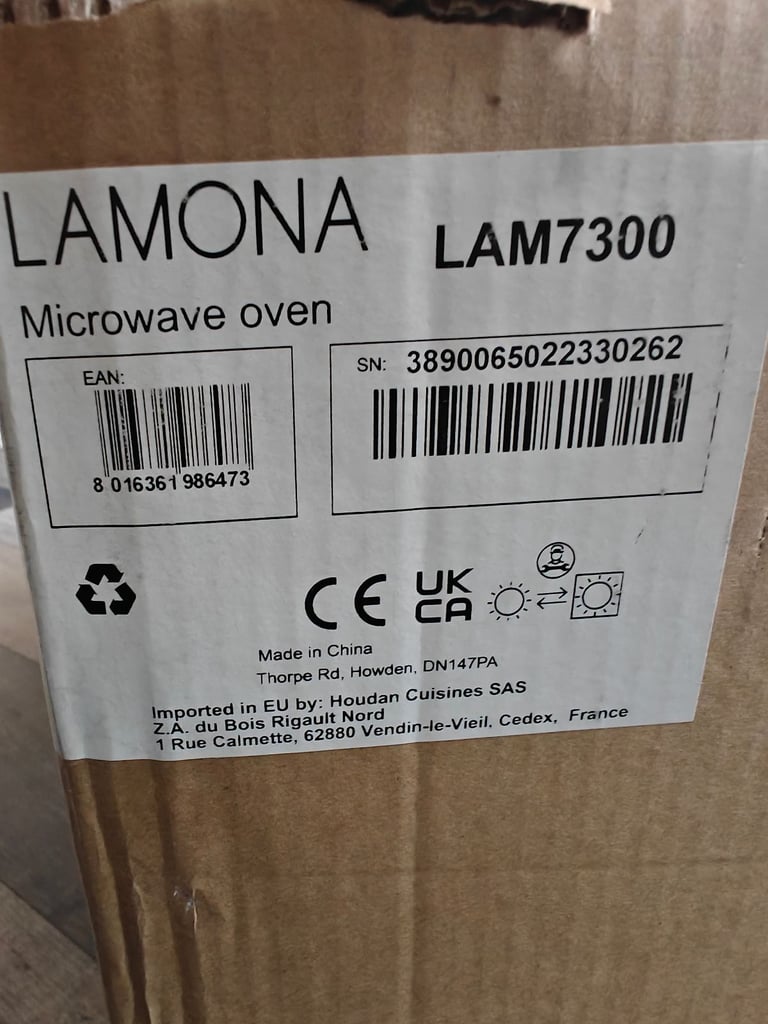 LAMONA
LAM7300
Microwave oven
EAN:
8 016361 986473
SN: 3890065022330262
CE UK
CA
Made in China
Thorpe Rd, Howden, DN147PA
Imported in EU by: Houdan Cuisines SAS
Z.A. du Bois Rigault Nord
1 Rue Calmette, 62880 Vendin-le-Vieil, Cedex, France